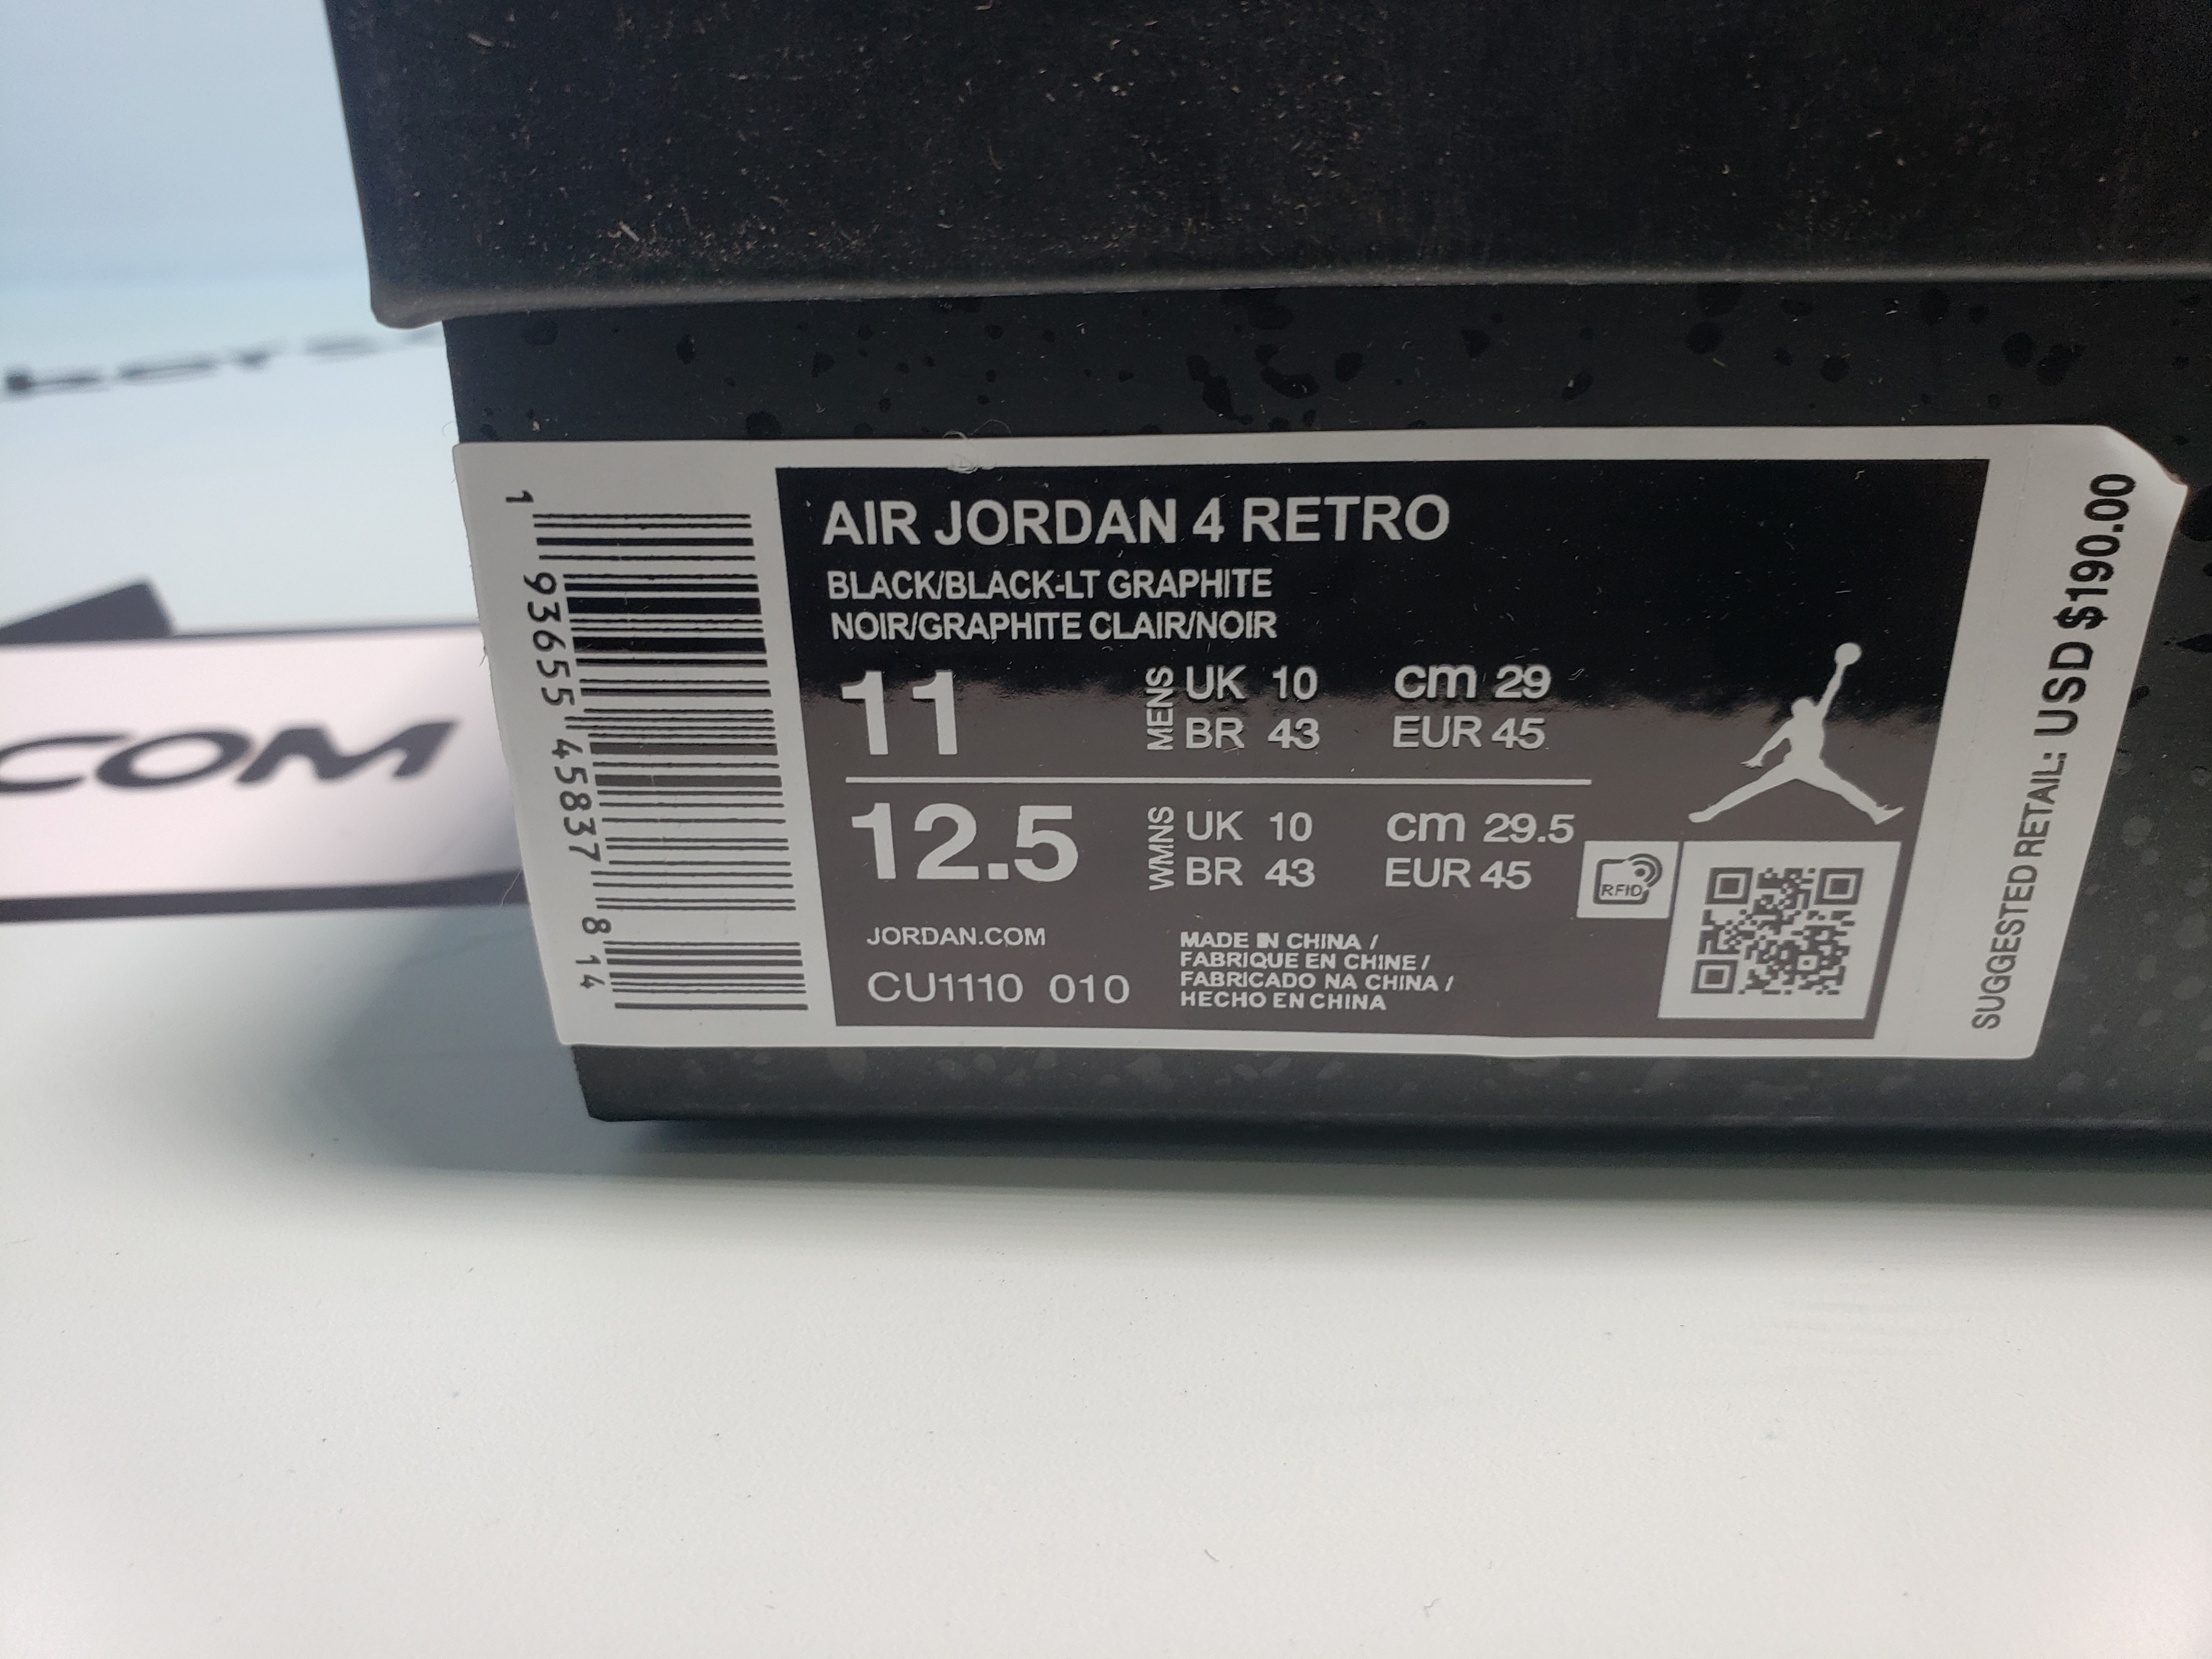 COM
1 93655 45837 8 14
AIR JORDAN 4 RETRO
BLACK/BLACK-LT GRAPHITE
NOIR/GRAPHITE CLAIR/NOIR
11 MENS UK 10 cm 29
BR 43 EUR 45
12.5 WMNS UK 10 cm 29.5
BR 43 EUR 45
RFID
JORDAN.COM
CU1110 010
MADE IN CHINA /
FABRIQUE EN CHINE /
FABRICADO NA CHINA /
HECHO EN CHINA
SUGGESTED RETAIL: USD $190.00